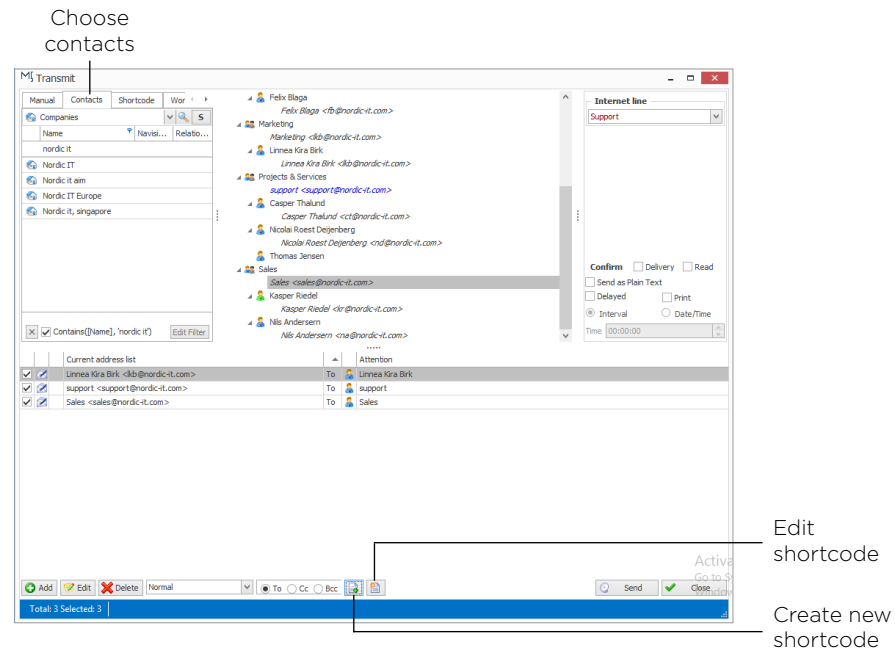 Choose
contacts
Transmit
Manual Contacts Shortcode Wor
Companies S
Name Navisi... Relatio...
nordic it
Nordic IT
Nordic it aim
Nordic IT Europe
Nordic it, singapore
Contains([Name], 'nordic it') Edit Filter
Felix Blaga
Felix Blaga <fb@nordic-it.com>
Marketing
Marketing <lkb@nordic-it.com>
Linnea Kira Birk
Linnea Kira Birk <lkb@nordic-it.com>
Projects & Services
support <support@nordic-it.com>
Casper Thalund
Casper Thalund <ct@nordic-it.com>
Nicolai Roest Deijenberg
Nicolai Roest Deijenberg <nd@nordic-it.com>
Thomas Jensen
Sales
Sales <sales@nordic-it.com>
Kasper Riedel
Kasper Riedel <kr@nordic-it.com>
Nils Andersern
Nils Andersern <na@nordic-it.com>
Internet line
Support
Confirm Delivery Read
Send as Plain Text
Delayed Print
Interval Date/Time
Time 00:00:00
Current address list Attention
Linnea Kira Birk <lkb@nordic-it.com> To Linnea Kira Birk
support <support@nordic-it.com> To support
Sales <sales@nordic-it.com> To Sales
Edit
shortcode
Activa
Go to S
Add Edit Delete Normal To Cc Bcc Send Close
Total: 3 Selected: 3
Create new
shortcode